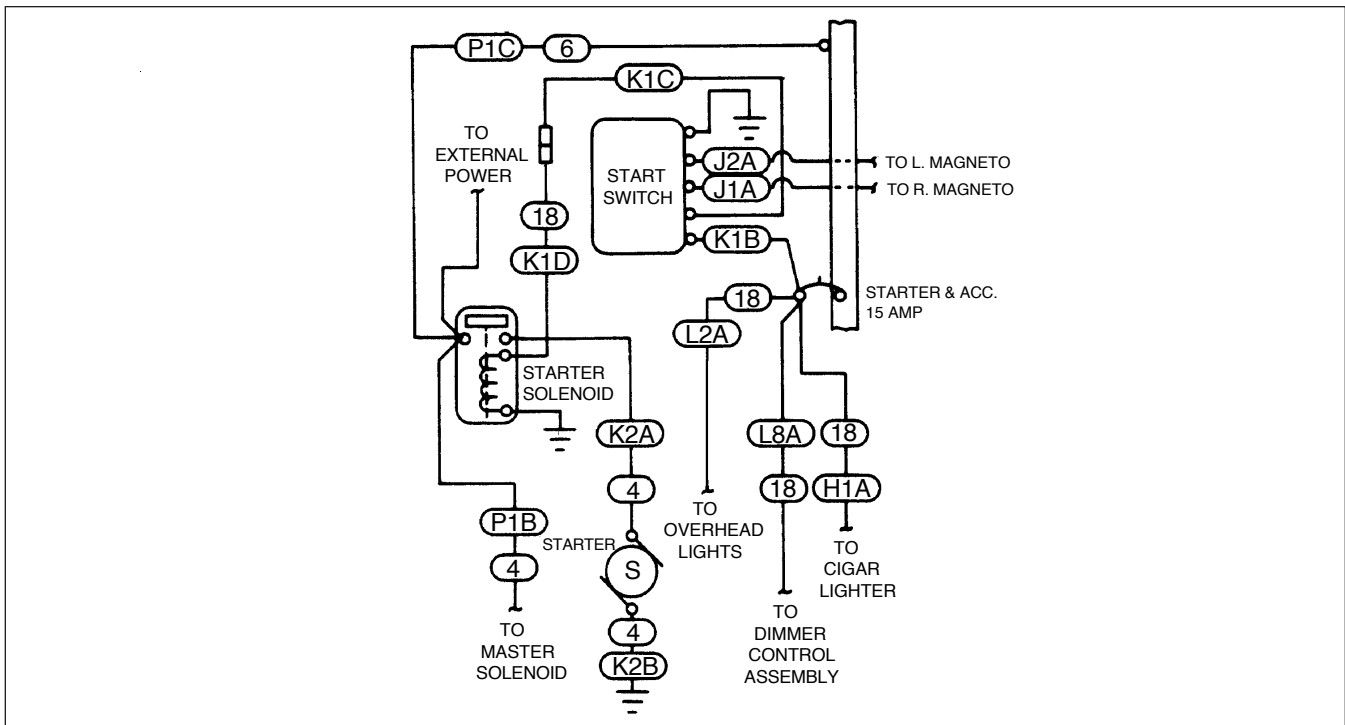 P1C 6
K1C
TO
EXTERNAL
POWER
START
SWITCH
J2A
TO L. MAGNETO
J1A
TO R. MAGNETO
18
K1D
K1B
18
STARTER & ACC.
15 AMP
L2A
STARTER
SOLENOID
K2A
L8A
18
4
18
H1A
P1B
TO
OVERHEAD
LIGHTS
STARTER
4
S
TO
CIGAR
LIGHTER
TO
MASTER
SOLENOID
4
K2B
TO
DIMMER
CONTROL
ASSEMBLY